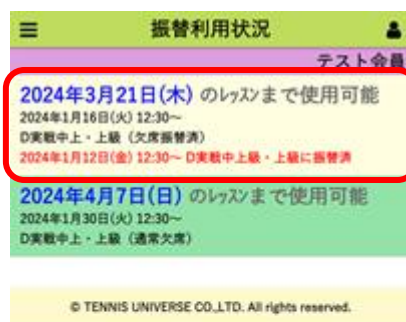 振替利用状況
テスト会員
2024年3月21日(木) のレッスンまで使用可能
2024年1月16日(火) 12:30～
D実戦中上・上級（欠席振替済）
2024年1月12日(金) 12:30～ D実戦中上級・上級に振替済
2024年4月7日(日) のレッスンまで使用可能
2024年1月30日(火) 12:30～
D実戦中上・上級（通常欠席）
© TENNIS UNIVERSE CO.,LTD. All rights reserved.